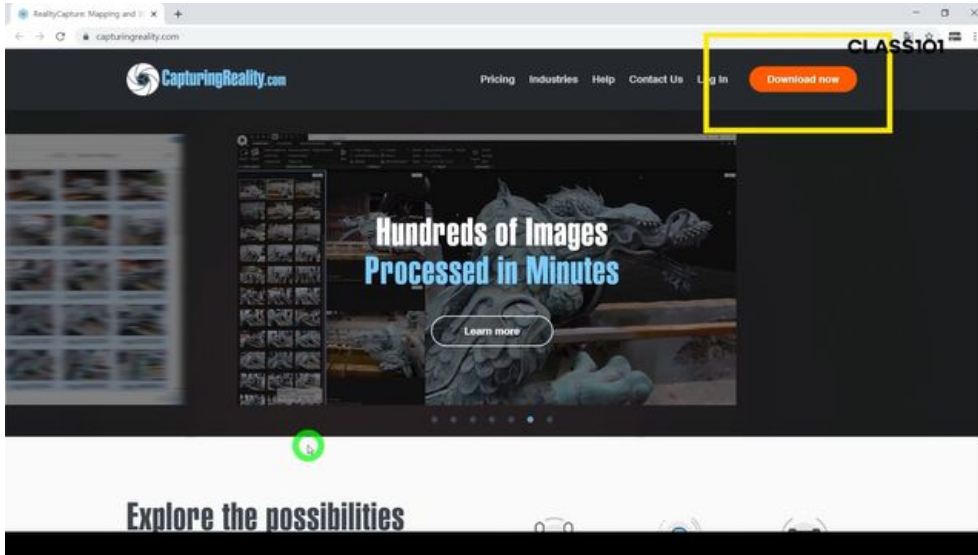 RealityCapture: Mapping and
capturingreality.com
CLASS101
CapturingReality.com
Pricing Industries Help Contact Us Log In Download now
Hundreds of Images
Processed in Minutes
Learn more
Explore the possibilities